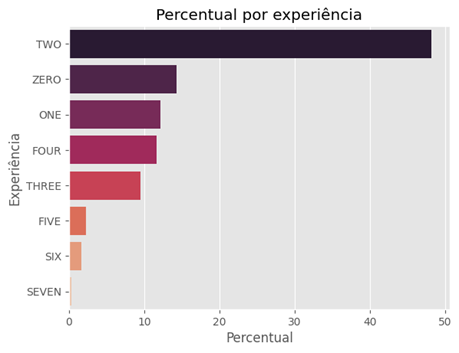 Percentual por experiência
Experiência
TWO
ZERO
ONE
FOUR
THREE
FIVE
SIX
SEVEN
0 10 20 30 40 50
Percentual